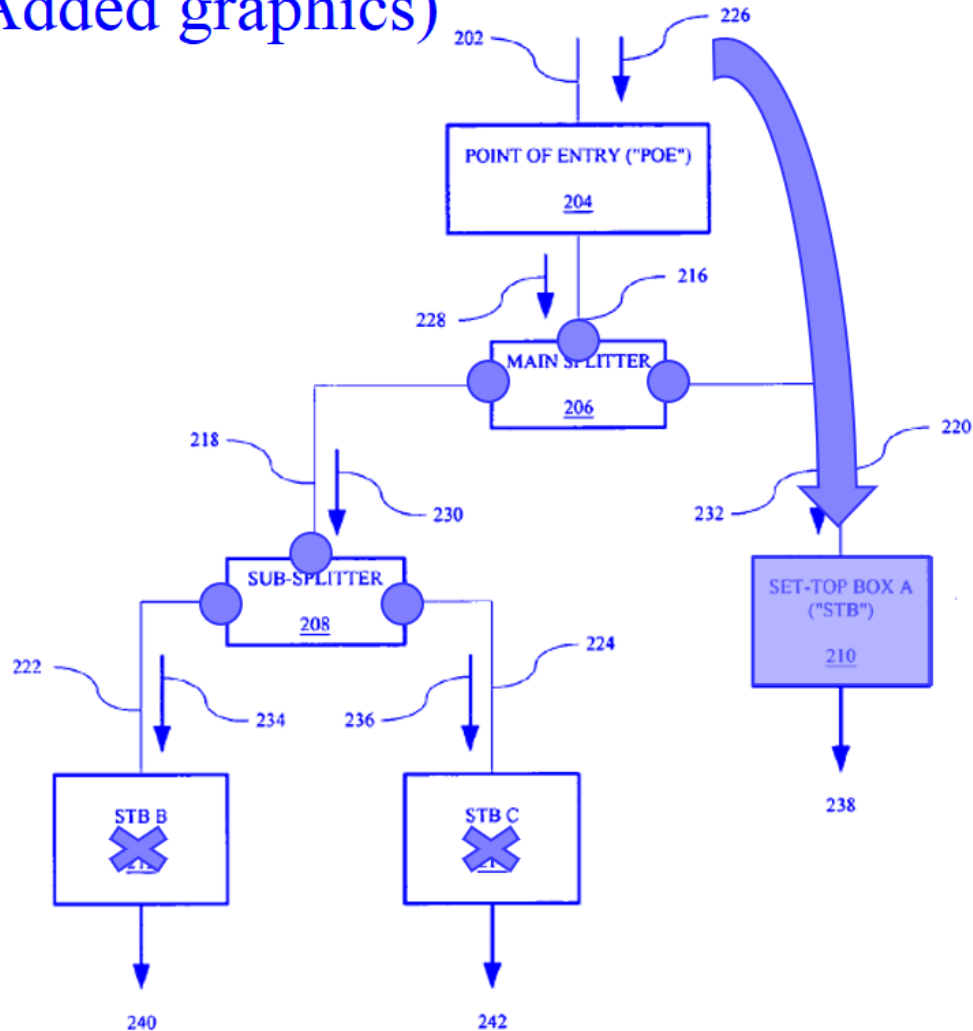 Added graphics)
226
202
POINT OF ENTRY ("POE")
204
216
228
MAIN SPLITTER
206
218
220
230
232
SUB-SPLITTER
208
SET-TOP BOX A
("STB")
210
222
224
234
236
STB B
STB C
238
240
242